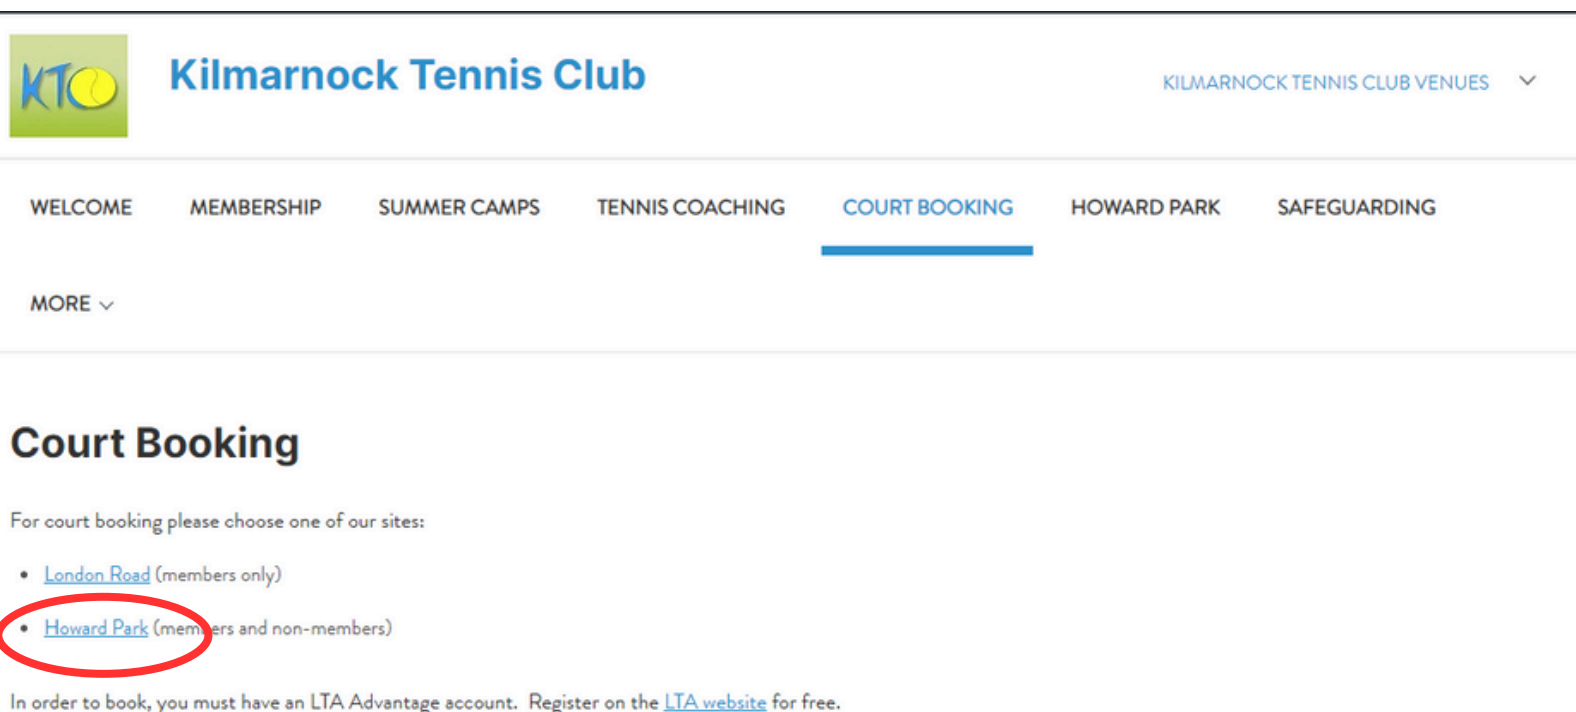 KTC
Kilmarnock Tennis Club
KILMARNOCK TENNIS CLUB VENUES
WELCOME MEMBERSHIP SUMMER CAMPS TENNIS COACHING COURT BOOKING HOWARD PARK SAFEGUARDING
MORE
Court Booking
For court booking please choose one of our sites:
• London Road (members only)
• Howard Park (members and non-members)
In order to book, you must have an LTA Advantage account. Register on the LTA website for free.